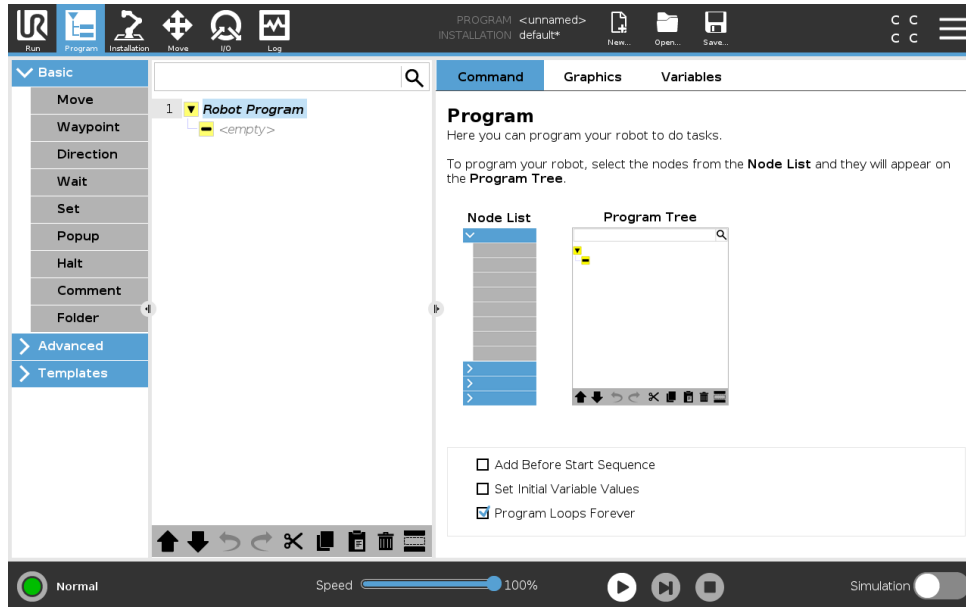 PROGRAM <unnamed>
INSTALLATION default*
UR
Run
Program
Installation
Move
I/O
Log
New...
Open...
Save...
C C
C C
Basic
Move
Waypoint
Direction
Wait
Set
Popup
Halt
Comment
Folder
Advanced
Templates
1 Robot Program
<empty>
Command Graphics Variables
Program
Here you can program your robot to do tasks.
To program your robot, select the nodes from the Node List and they will appear on
the Program Tree.
Node List Program Tree
Add Before Start Sequence
Set Initial Variable Values
Program Loops Forever
Normal
Speed 100%
Simulation